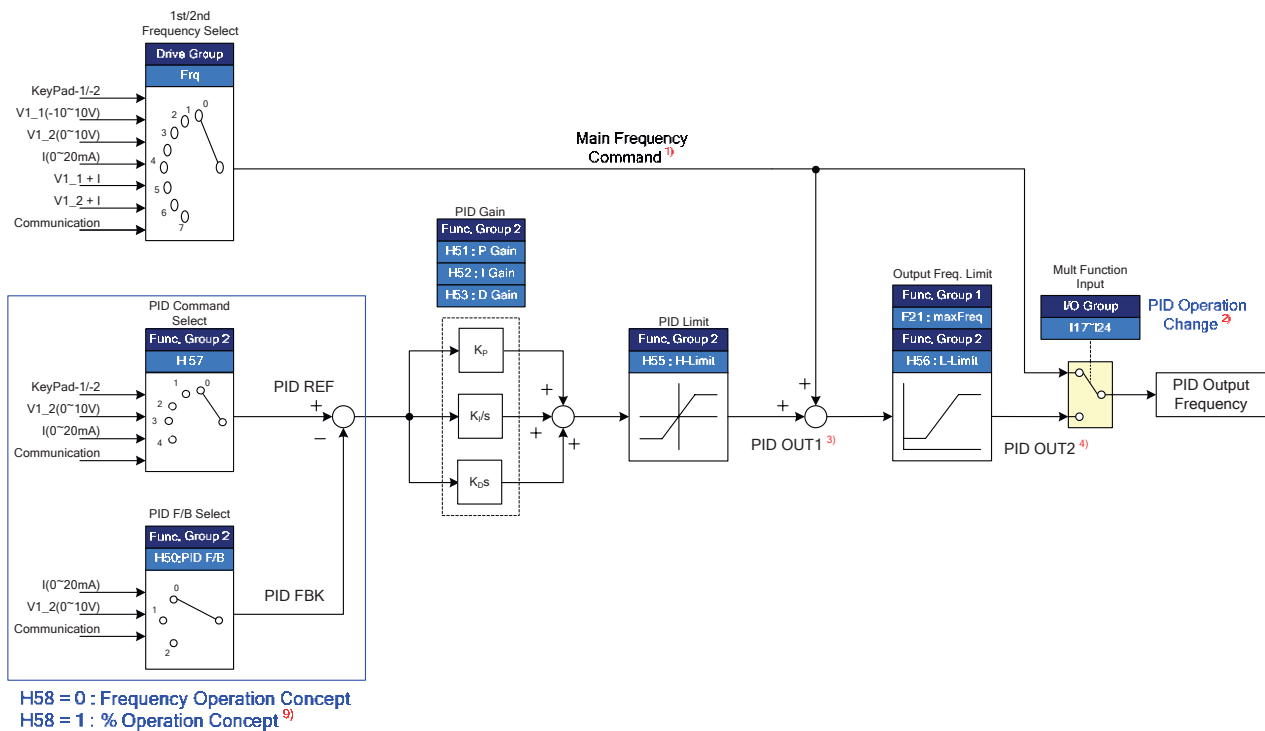 1st/2nd
Frequency Select
Drive Group
Frq
KeyPad-1/-2
V1_1(-10~10V)
V1_2(0~10V)
I(0~20mA)
V1_1 + I
V1_2 + I
Communication
0
1
2
3
4
5
6
7
Main Frequency
Command 1)
PID Gain
Func. Group 2
H51 : P Gain
H52 : I Gain
H53 : D Gain
PID Command
Select
Func. Group 2
H57
KeyPad-1/-2
V1_2(0~10V)
I(0~20mA)
Communication
0
1
2
3
4
PID REF
+
−
KP
KI/s
KDs
+
+
+
PID Limit
Func. Group 2
H55 : H-Limit
PID OUT1 3)
+
+
Output Freq. Limit
Func. Group 1
F21 : maxFreq
Func. Group 2
H56 : L-Limit
PID OUT2 4)
Mult Function
Input
I/O Group
I17~I24
PID Operation
Change 2)
PID Output
Frequency
PID F/B Select
Func. Group 2
H50:PID F/B
I(0~20mA)
V1_2(0~10V)
Communication
0
1
2
PID FBK
H58 = 0 : Frequency Operation Concept
H58 = 1 : % Operation Concept 9)